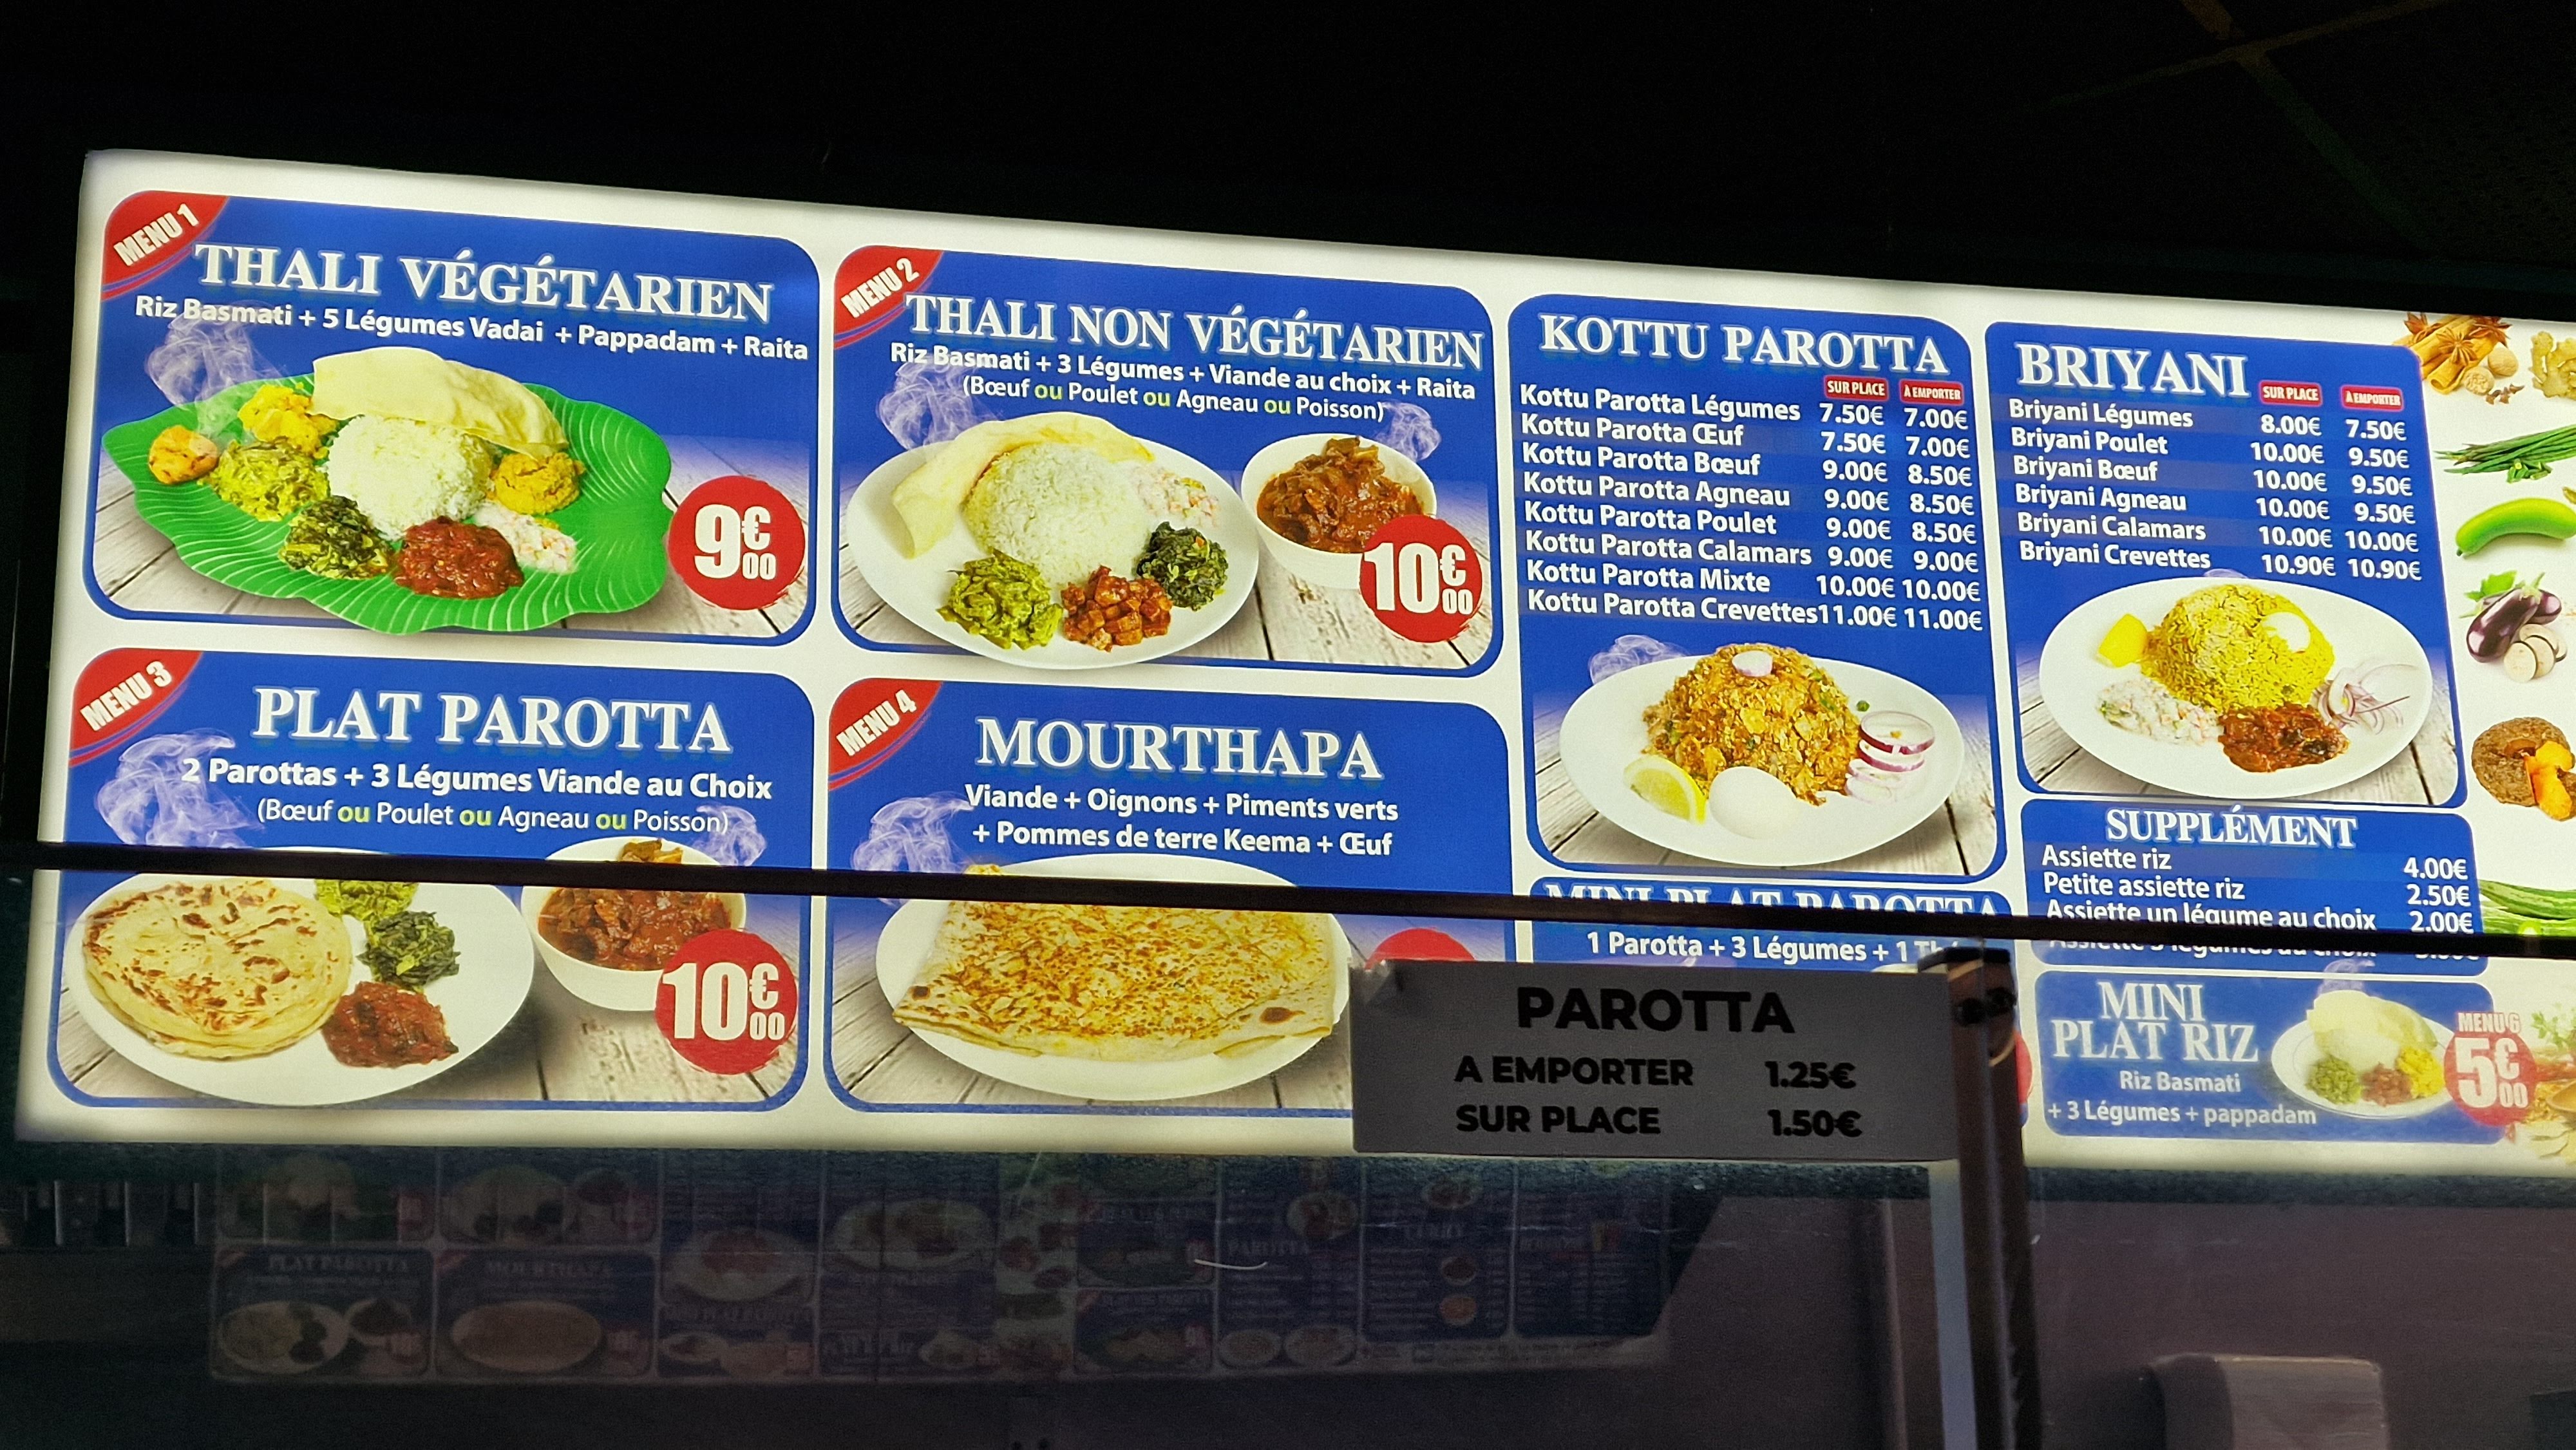 MENU 1
THALI VÉGÉTARIEN
Riz Basmati + 5 Légumes Vadai + Pappadam + Raita
9€00
MENU 2
THALI NON VÉGÉTARIEN
Riz Basmati + 3 Légumes + Viande au choix + Raita
(Bœuf ou Poulet ou Agneau ou Poisson)
10€00
MENU 3
PLAT PAROTTA
2 Parottas + 3 Légumes Viande au Choix
(Bœuf ou Poulet ou Agneau ou Poisson)
10€00
MENU 4
MOURTHAPA
Viande + Oignons + Piments verts
+ Pommes de terre Keema + Œuf
KOTTU PAROTTA
SUR PLACE À EMPORTER
Kottu Parotta Légumes 7.50€ 7.00€
Kottu Parotta Œuf 7.50€ 7.00€
Kottu Parotta Bœuf 9.00€ 8.50€
Kottu Parotta Agneau 9.00€ 8.50€
Kottu Parotta Poulet 9.00€ 8.50€
Kottu Parotta Calamars 9.00€ 9.00€
Kottu Parotta Mixte 10.00€ 10.00€
Kottu Parotta Crevettes 11.00€ 11.00€
MINI PLAT PAROTTA
1 Parotta + 3 Légumes + 1
BRIYANI
SUR PLACE À EMPORTER
Briyani Légumes 8.00€ 7.50€
Briyani Poulet 10.00€ 9.50€
Briyani Bœuf 10.00€ 9.50€
Briyani Agneau 10.00€ 9.50€
Briyani Calamars 10.00€ 10.00€
Briyani Crevettes 10.90€ 10.90€
SUPPLÉMENT
Assiette riz 4.00€
Petite assiette riz 2.50€
Assiette un légume au choix 2.00€
Assiette 3 légumes au choix
MINI
PLAT RIZ
Riz Basmati
+ 3 Légumes + pappadam
MENU 6
5€00
PAROTTA
A EMPORTER 1.25€
SUR PLACE 1.50€